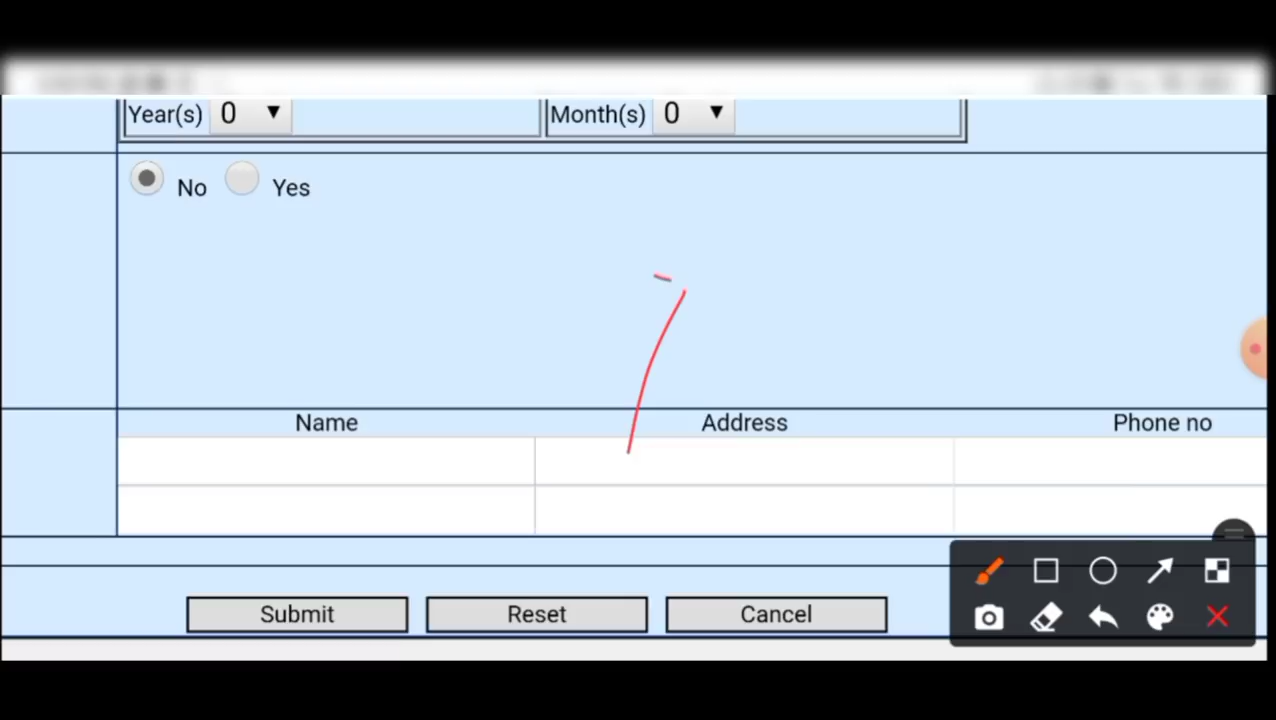 Year(s) 0 Month(s) 0
No Yes
Name Address Phone no
Submit Reset Cancel